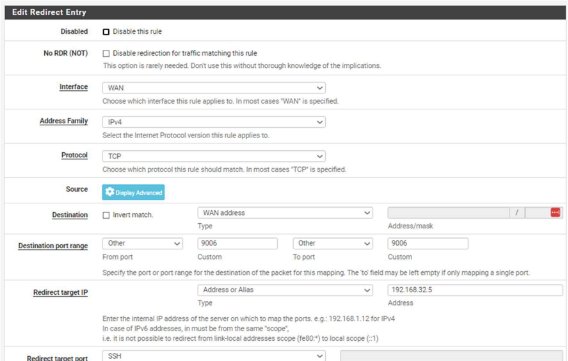 Edit Redirect Entry
Disabled Disable this rule
No RDR (NOT) Disable redirection for traffic matching this rule
This option is rarely needed. Don't use this without thorough knowledge of the implications.
Interface WAN
Choose which interface this rule applies to. In most cases "WAN" is specified.
Address Family IPv4
Select the Internet Protocol version this rule applies to.
Protocol TCP
Choose which protocol this rule should match. In most cases "TCP" is specified.
Source Display Advanced
Destination Invert match. WAN address /
Type Address/mask
Destination port range Other 9006 Other 9006
From port Custom To port Custom
Specify the port or port range for the destination of the packet for this mapping. The 'to' field may be left empty if only mapping a single port.
Redirect target IP Address or Alias 192.168.32.5
Type Address
Enter the internal IP address of the server on which to map the ports. e.g.: 192.168.1.12 for IPv4
In case of IPv6 addresses, in must be from the same "scope",
i.e. it is not possible to redirect from link-local addresses scope (fe80:*) to local scope (::1)
Redirect target port SSH